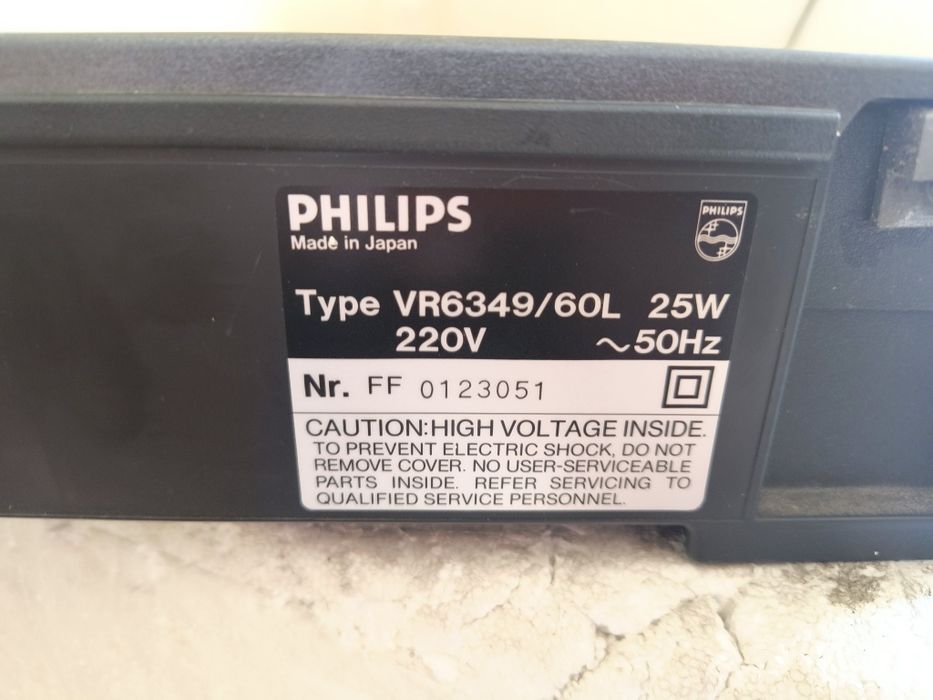 PHILIPS
PHILIPS
Made in Japan
Type VR6349/60L 25W
220V ~50Hz
Nr. FF 0123051
CAUTION:HIGH VOLTAGE INSIDE.
TO PREVENT ELECTRIC SHOCK, DO NOT
REMOVE COVER. NO USER-SERVICEABLE
PARTS INSIDE. REFER SERVICING TO
QUALIFIED SERVICE PERSONNEL.